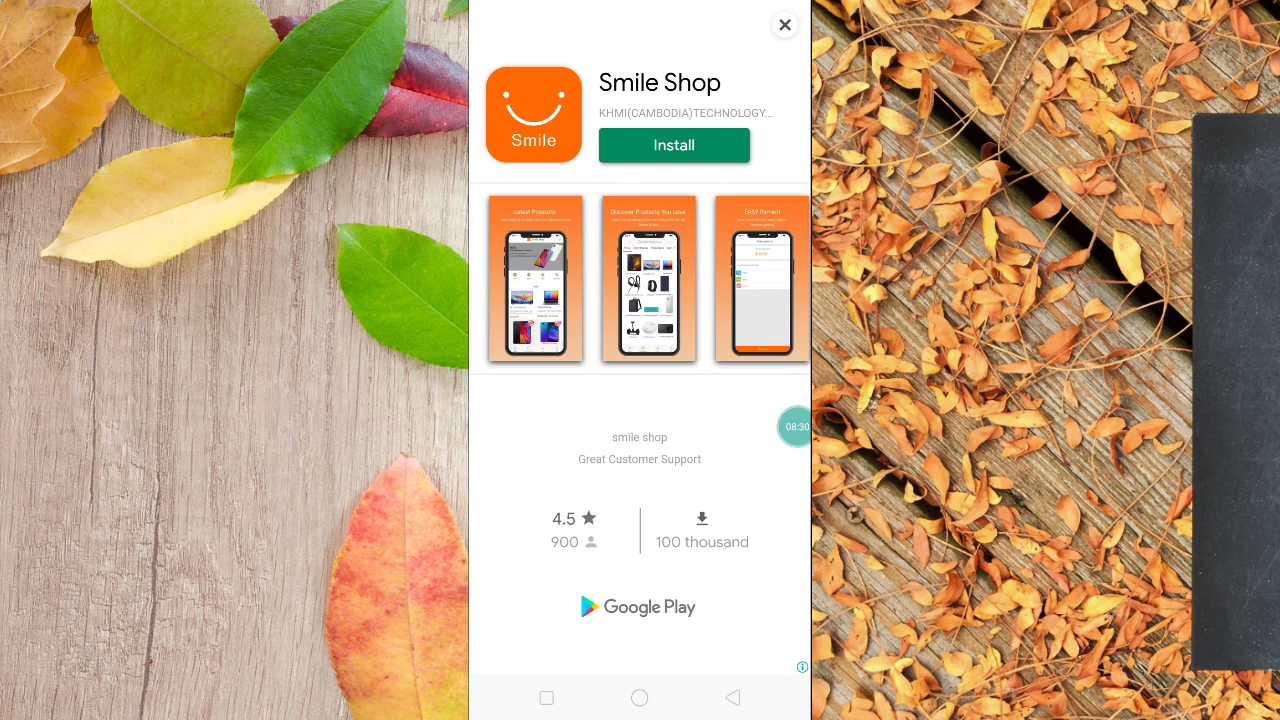 Smile Shop
KHMI(CAMBODIA)TECHNOLOGY...
Smile
Install
Latest Products
Discover Products You Love
EASY Pament
08:30
smile shop
Great Customer Support
4.5
900
100 thousand
Google Play